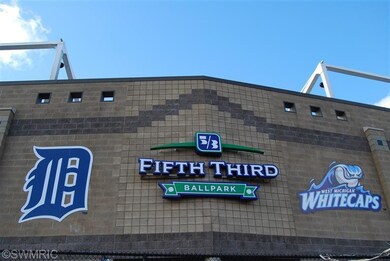 5/3
D
FIFTH THIRD
BALLPARK
WEST MICHIGAN
WHITECAPS
©SWMRIC